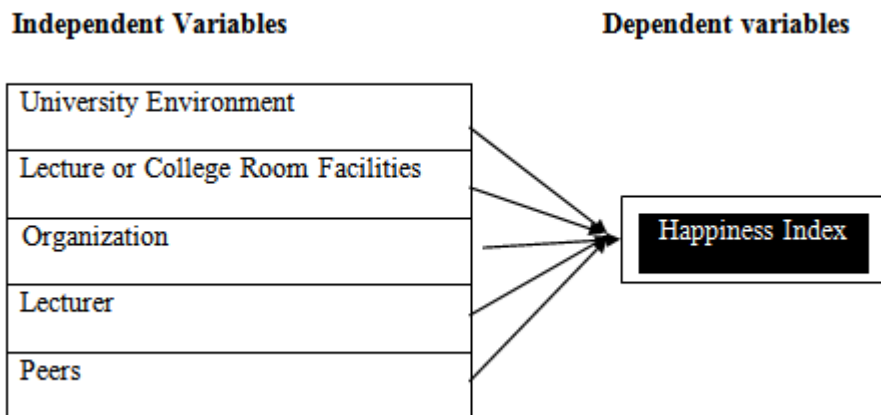 Independent Variables
Dependent variables
University Environment
Lecture or College Room Facilities
Organization
Lecturer
Peers
Happiness Index